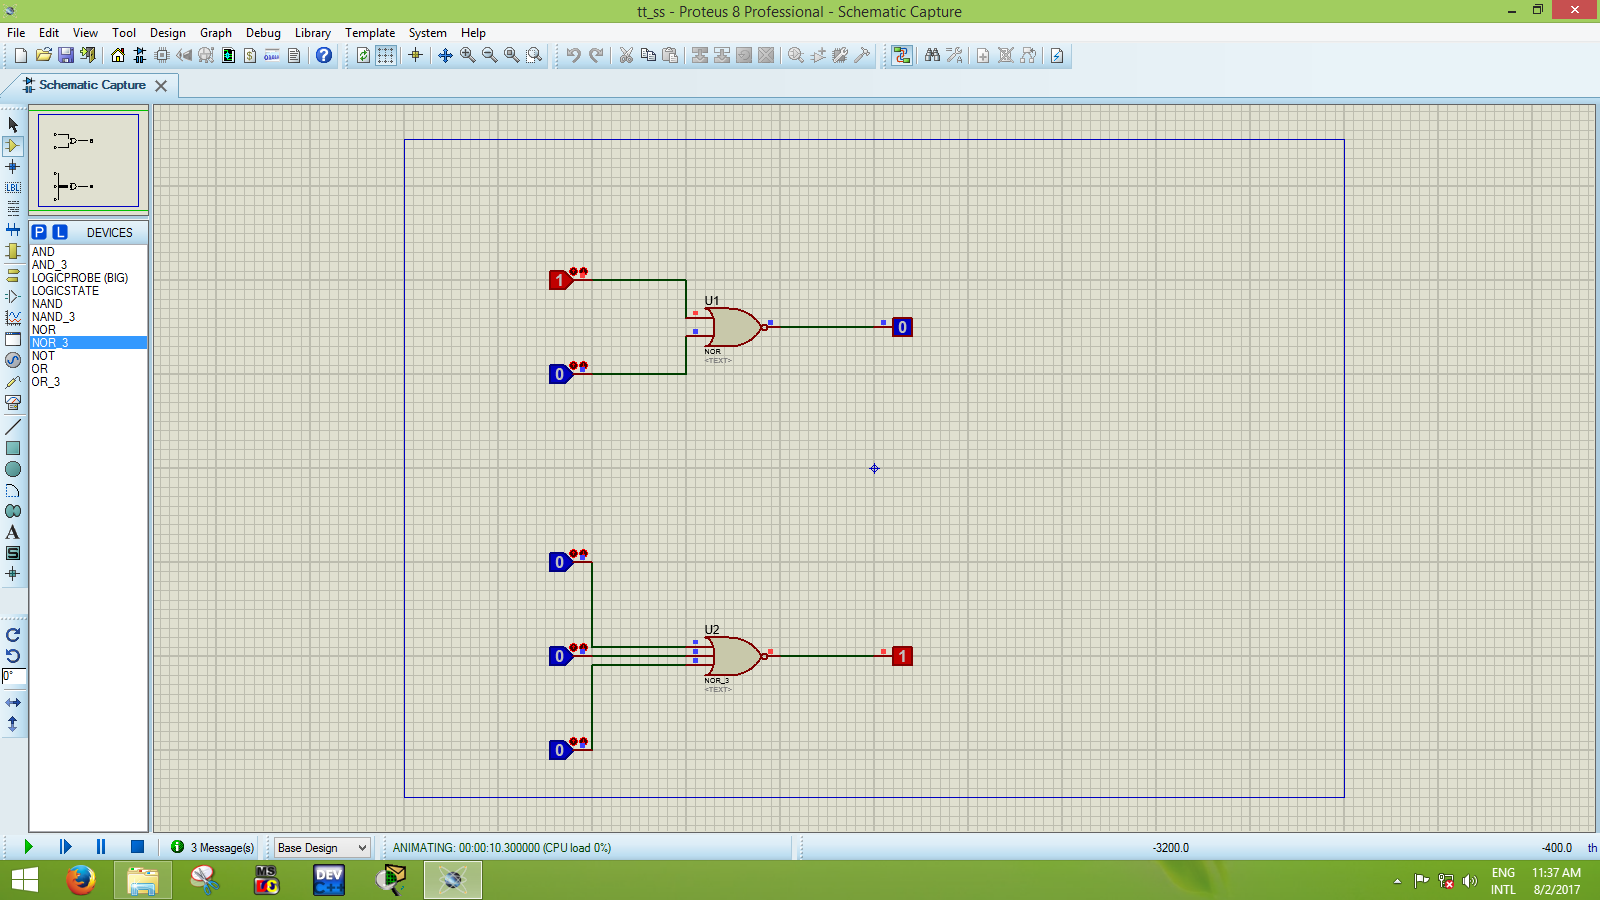 tt_ss - Proteus 8 Professional - Schematic Capture
File Edit View Tool Design Graph Debug Library Template System Help
Schematic Capture
P L DEVICES
AND
AND_3
LOGICPROBE (BIG)
LOGICSTATE
NAND
NAND_3
NOR
NOR_3
NOT
OR
OR_3
LBL
A
S
0°
1
U1
0
NOR
<TEXT>
0
0
U2
0
1
NOR_3
<TEXT>
0
3 Message(s)
Base Design
ANIMATING: 00:00:10.300000 (CPU load 0%)
-3200.0
-400.0 th
MS
DEV
C++
ENG
INTL
11:37 AM
8/2/2017